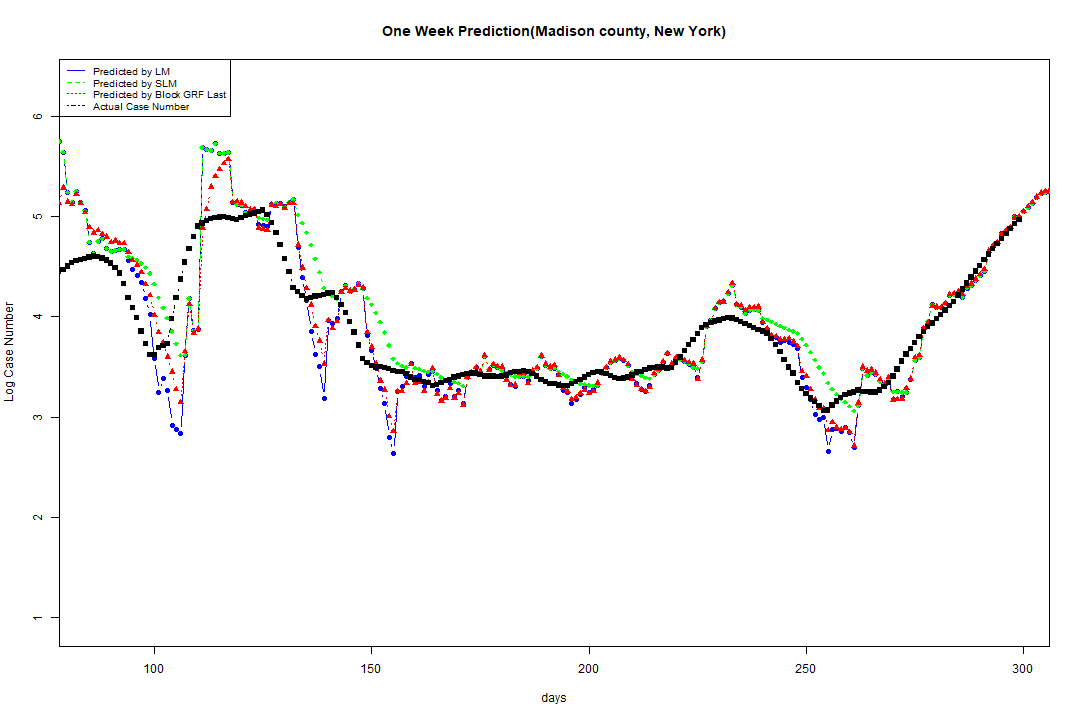 One Week Prediction(Madison county, New York)
Predicted by LM
Predicted by SLM
Predicted by Block GRF Last
Actual Case Number
6
5
4
3
2
1
Log Case Number
100 150 200 250 300
days